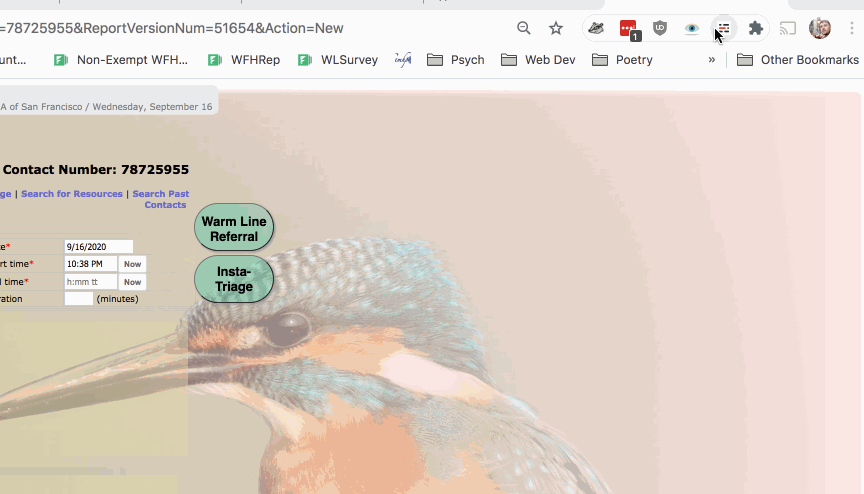 =78725955&ReportVersionNum=51654&Action=New
1
UD
unt... Non-Exempt WFH... WFHRep WLSurvey Psych Web Dev Poetry » Other Bookmarks
A of San Francisco / Wednesday, September 16
Contact Number: 78725955
ge | Search for Resources | Search Past
Contacts
Warm Line
Referral
te* 9/16/2020
rt time* 10:38 PM Now
l time* h:mm tt Now
ration (minutes)
Insta-
Triage